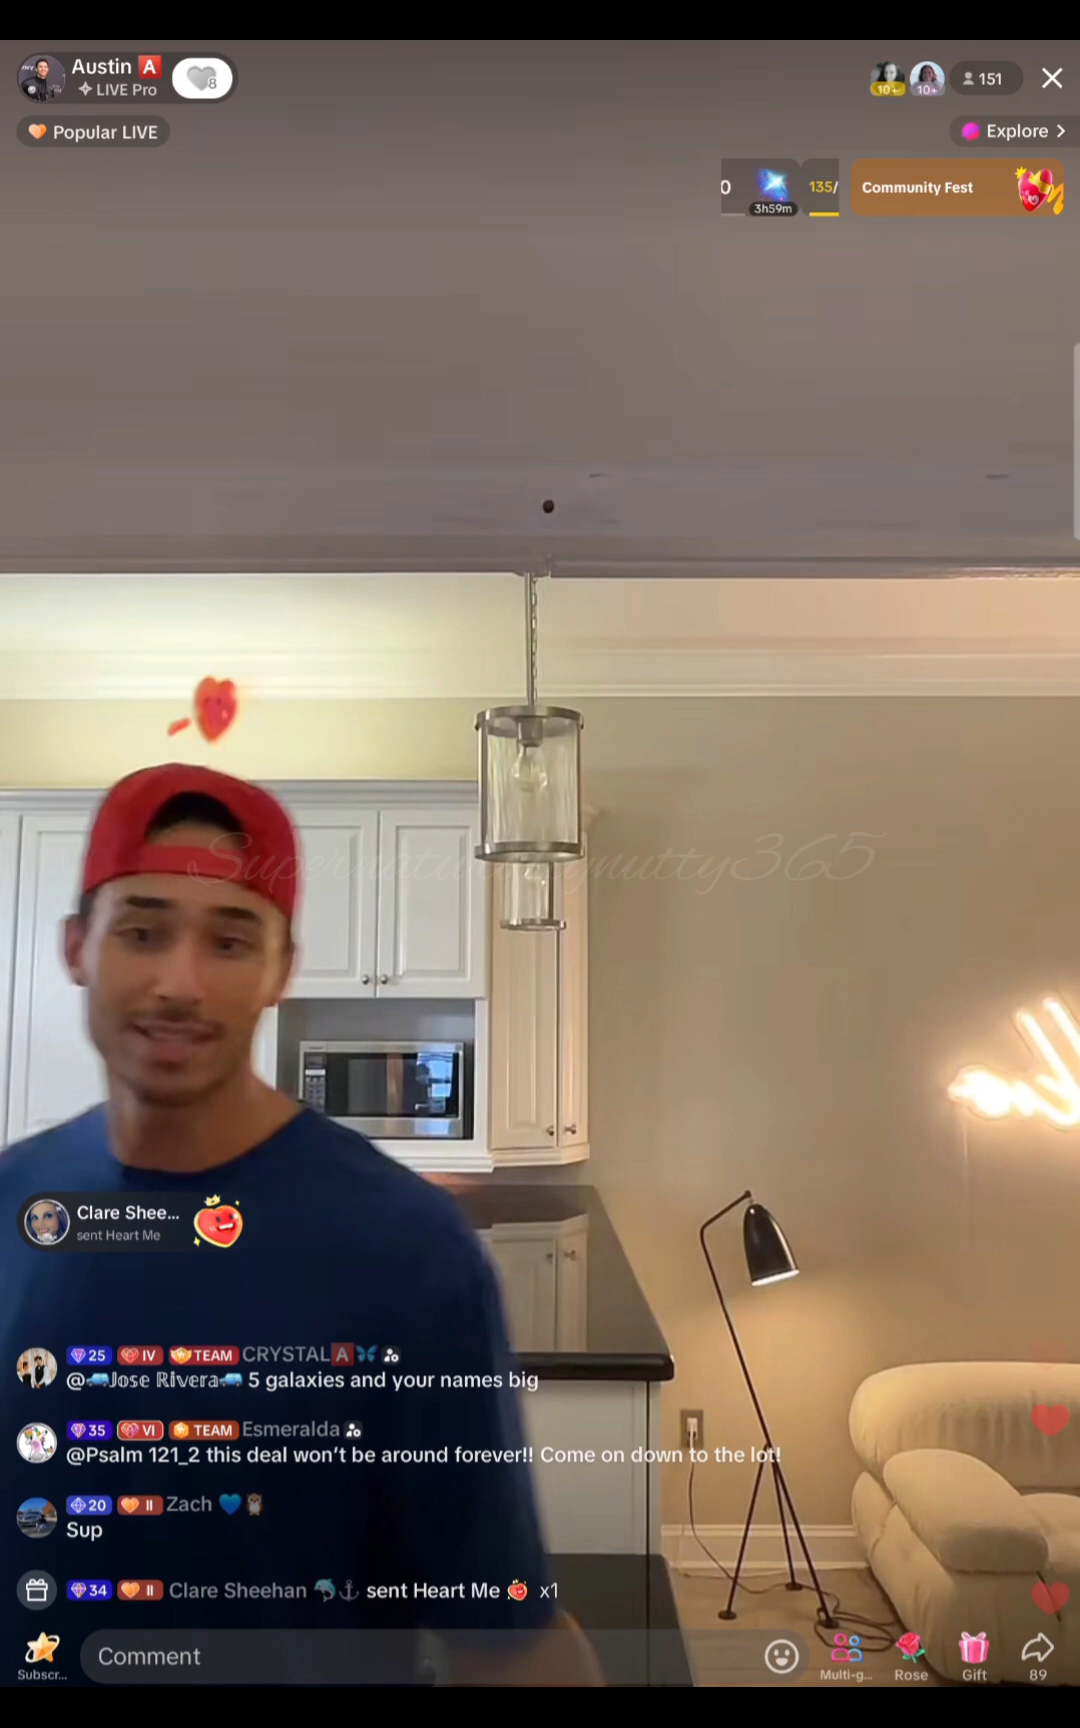 Austin A
8
LIVE Pro
10+
10+
151
Popular LIVE
Explore
0
3h59m
135/
Community Fest
Clare Shee...
sent Heart Me
25 IV TEAM CRYSTAL🅰🦋
@🚙𝕁𝕠𝕤𝕖 ℝ𝕚𝕧𝕖𝕣𝕒🚙 5 galaxies and your names big
35 VI TEAM Esmeralda
@Psalm 121_2 this deal won’t be around forever!! Come on down to the lot!
20 II Zach 💙🦉
Sup
34 II Clare Sheehan 🐬⚓ sent Heart Me x1
Subscr...
Comment
Multi-g...
Rose
Gift
89